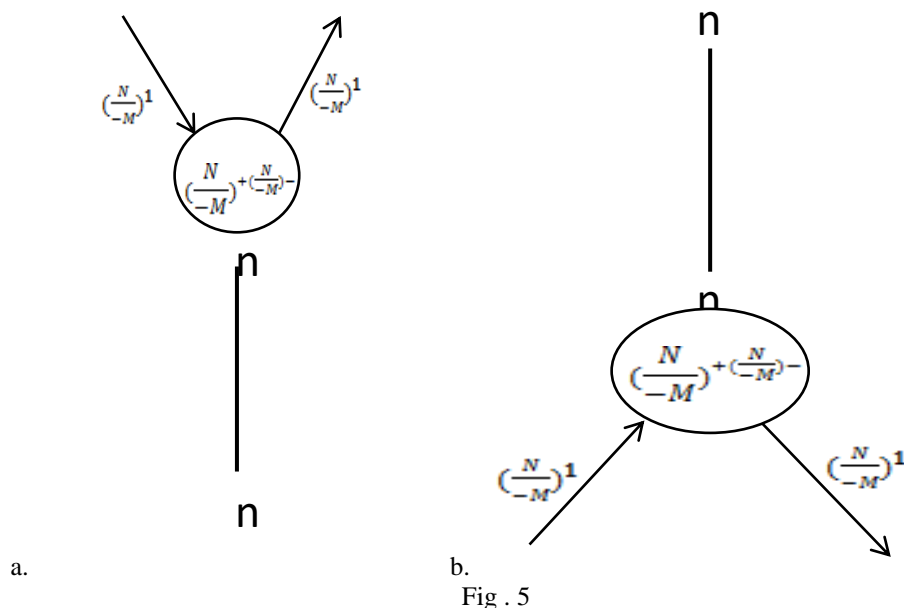 n
(N/-M)¹
(N/-M)¹
(N/-M)^+(N/-M)−
n
n
n
(N/-M)^+(N/-M)−
(N/-M)¹
(N/-M)¹
n
a.
b.
Fig . 5